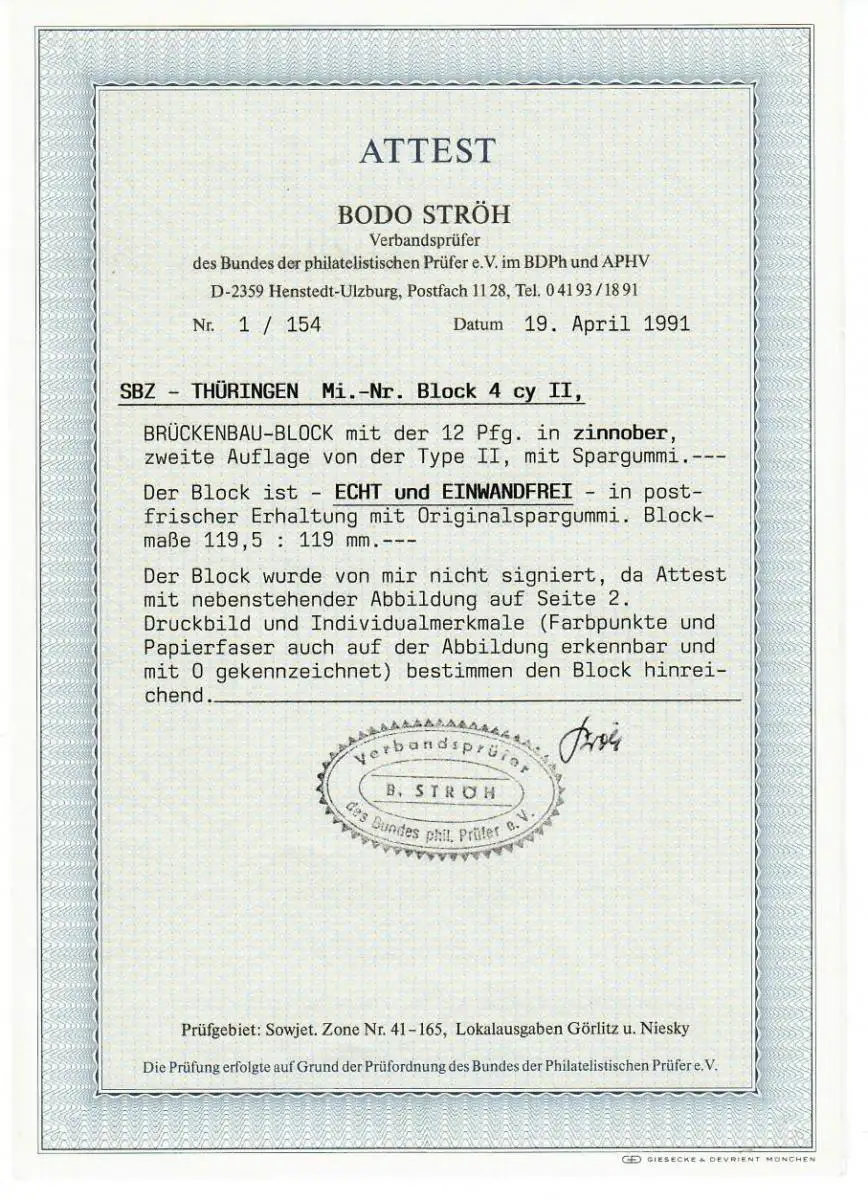 ATTEST
BODO STRÖH
Verbandsprüfer
des Bundes der philatelistischen Prüfer e.V. im BDPh und APHV
D-2359 Henstedt-Ulzburg, Postfach 11 28, Tel. 0 41 93 / 18 91
Nr. 1 / 154 Datum 19. April 1991
SBZ - THÜRINGEN Mi.-Nr. Block 4 cy II,
BRÜCKENBAU-BLOCK mit der 12 Pfg. in zinnober,
zweite Auflage von der Type II, mit Spargummi.---
Der Block ist - ECHT und EINWANDFREI - in post-
frischer Erhaltung mit Originalspargummi. Block-
maße 119,5 : 119 mm.---
Der Block wurde von mir nicht signiert, da Attest
mit nebenstehender Abbildung auf Seite 2.
Druckbild und Individualmerkmale (Farbpunkte und
Papierfaser auch auf der Abbildung erkennbar und
mit O gekennzeichnet) bestimmen den Block hinrei-
chend.
Verbandsprüfer
B. STRÖH
des Bundes phil. Prüfer e.V.
Ströh
Prüfgebiet: Sowjet. Zone Nr. 41-165, Lokalausgaben Görlitz u. Niesky
Die Prüfung erfolgte auf Grund der Prüfordnung des Bundes der Philatelistischen Prüfer e.V.
GIESECKE & DEVRIENT MÜNCHEN